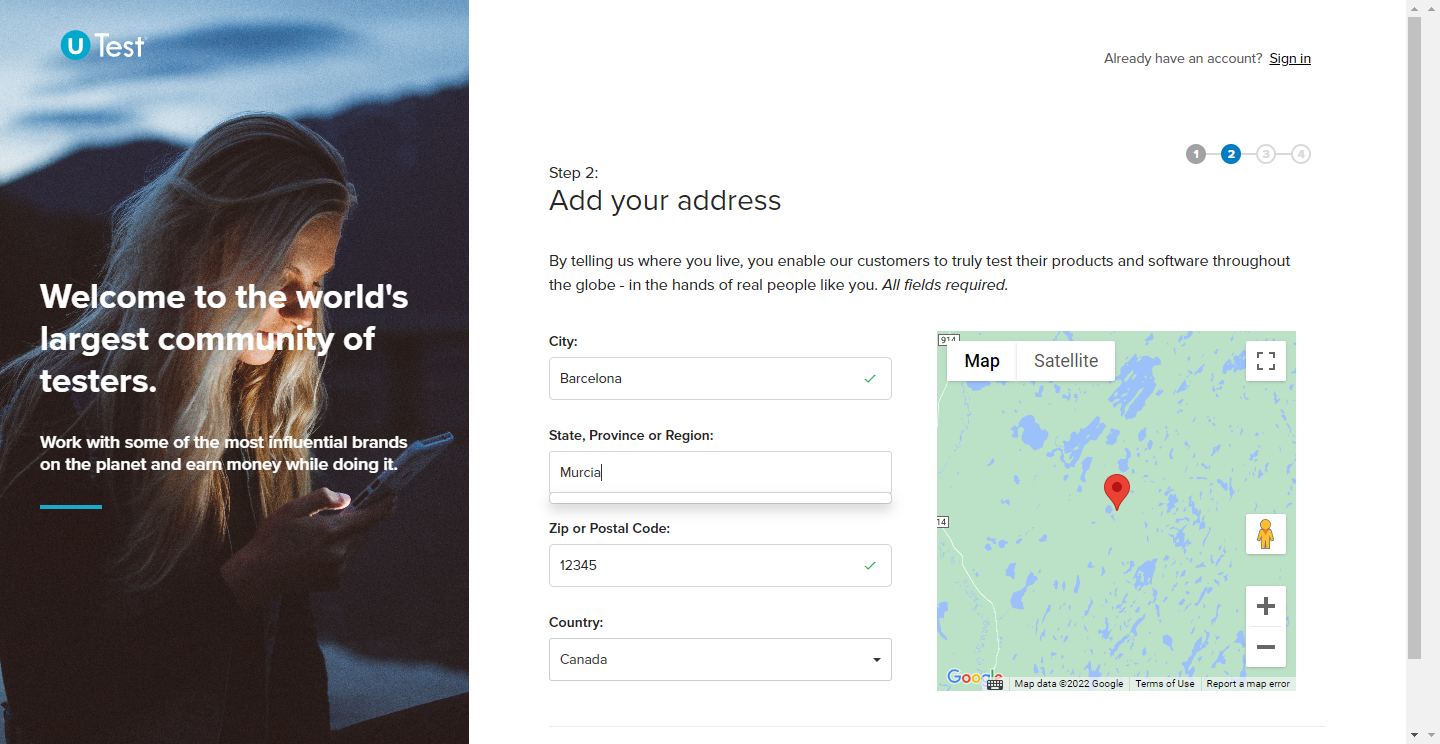 U Test
Already have an account? Sign in
1 2 3 4
Step 2:
Add your address
Welcome to the world's
largest community of
testers.
Work with some of the most influential brands
on the planet and earn money while doing it.
By telling us where you live, you enable our customers to truly test their products and software throughout
the globe - in the hands of real people like you. All fields required.
City:
Barcelona
State, Province or Region:
Murcia
Zip or Postal Code:
12345
Country:
Canada
914
Map Satellite
14
Google
Map data ©2022 Google Terms of Use Report a map error